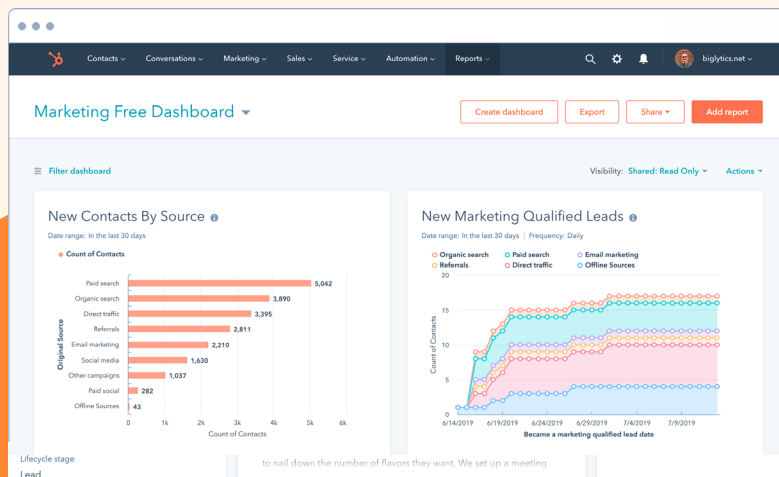 Contacts Conversations Marketing Sales Service Automation Reports biglytics.net
Marketing Free Dashboard
Create dashboard Export Share Add report
Filter dashboard
Visibility: Shared: Read Only Actions
New Contacts By Source
Date range: In the last 30 days
Count of Contacts
Original Source
Paid search 5,042
Organic search 3,890
Direct traffic 3,395
Referrals 2,811
Email marketing 2,210
Social media 1,630
Other campaigns 1,037
Paid social 282
Offline Sources 43
0 1k 2k 3k 4k 5k 6k
Count of Contacts
New Marketing Qualified Leads
Date range: In the last 30 days | Frequency: Daily
Organic search Paid search Email marketing
Referrals Direct traffic Offline Sources
Count of Contacts
20
15
10
5
0
6/14/2019 6/19/2019 6/24/2019 6/29/2019 7/4/2019 7/9/2019
Became a marketing qualified lead date
Lifecycle stage
Lead
to nail down the number of flavors they want. We set up a meeting